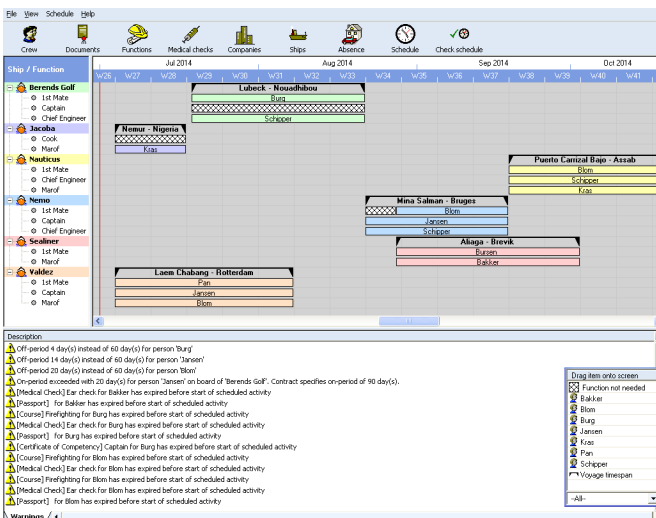 File View Schedule Help
Crew Documents Functions Medical checks Companies Ships Absence Schedule Check schedule
Ship / Function
Jul 2014 Aug 2014 Sep 2014 Oct 2014
W26 W27 W28 W29 W30 W31 W32 W33 W34 W35 W36 W37 W38 W39 W40 W41
Berends Golf Lubeck - Nouadhibou
1st Mate Burg
Captain
Chief Engineer Schipper
Jacoba Nemur - Nigeria
Cook
Marof Kras
Nauticus Puerto Carrizal Bajo - Assab
1st Mate Blom
Chief Engineer Schipper
Marof Kras
Nemo Mina Salman - Bruges
1st Mate Blom
Captain Jansen
Chief Engineer Schipper
Sealiner Aliaga - Brevik
1st Mate Bursen
Marof Bakker
Valdez Laem Chabang - Rotterdam
1st Mate Pan
Captain Jansen
Marof Blom
Description
Off-period 4 day(s) instead of 60 day(s) for person 'Burg'
Off-period 14 day(s) instead of 60 day(s) for person 'Jansen'
Off-period 20 day(s) instead of 60 day(s) for person 'Blom'
On-period exceeded with 20 day(s) for person 'Jansen' on board of 'Berends Golf'. Contract specifies on-period of 90 day(s).
[Medical Check] Ear check for Bakker has expired before start of scheduled activity
[Passport] for Bakker has expired before start of scheduled activity
[Course] Firefighting for Burg has expired before start of scheduled activity
[Medical Check] Ear check for Burg has expired before start of scheduled activity
[Passport] for Burg has expired before start of scheduled activity
[Certificate of Competency] Captain for Burg has expired before start of scheduled activity
[Course] Firefighting for Blom has expired before start of scheduled activity
[Medical Check] Ear check for Blom has expired before start of scheduled activity
[Course] Firefighting for Blom has expired before start of scheduled activity
[Medical Check] Ear check for Blom has expired before start of scheduled activity
[Passport] for Blom has expired before start of scheduled activity
Drag item onto screen
Function not needed
Bakker
Blom
Burg
Jansen
Kras
Pan
Schipper
Voyage timespan
--All--
Warnings